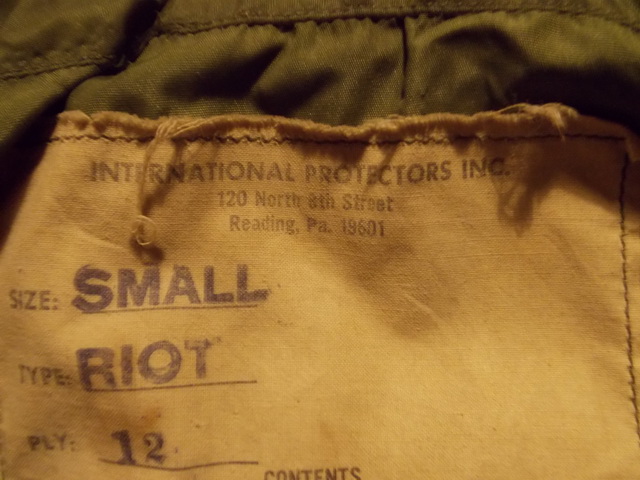 INTERNATIONAL PROTECTORS INC.
120 North 8th Street
Reading, Pa. 19601
SIZE: SMALL
TYPE: RIOT
PLY: 12
CONTENTS